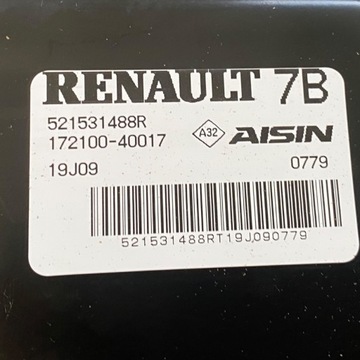 RENAULT 7B
521531488R
172100-40017 A32 AISIN
19J09 0779
521531488RT19J090779